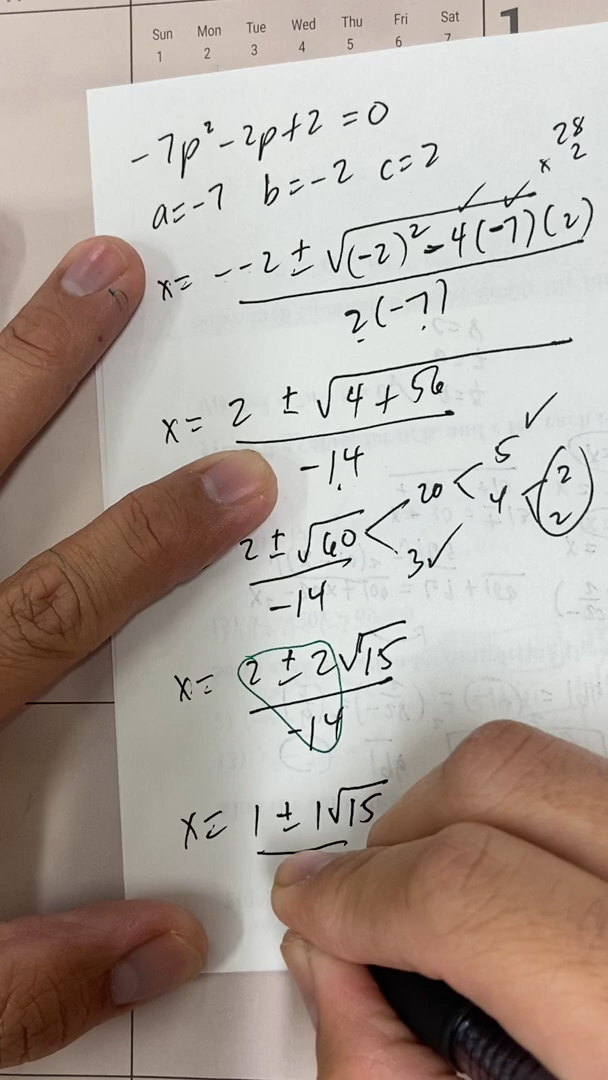 Sun Mon Tue Wed Thu Fri Sat
1 2 3 4 5 6 7
1
-7p² - 2p + 2 = 0
a = -7 b = -2 c = 2
28
× 2
x = - -2 ± √(-2)² - 4(-7)(2)
2(-7)
x = 2 ± √4 + 56
-14
2 ± √60 < 20 < 5 ✓
4 < 2
2
3 ✓
-14
x = 2 ± 2√15
-14
x = 1 ± 1√15